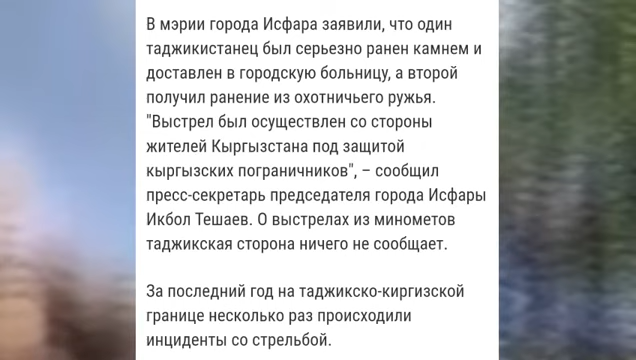 В мэрии города Исфара заявили, что один
таджикистанец был серьезно ранен камнем и
доставлен в городскую больницу, а второй
получил ранение из охотничьего ружья.
"Выстрел был осуществлен со стороны
жителей Кыргызстана под защитой
кыргызских пограничников", – сообщил
пресс-секретарь председателя города Исфары
Икбол Тешаев. О выстрелах из минометов
таджикская сторона ничего не сообщает.
За последний год на таджикско-киргизской
границе несколько раз происходили
инциденты со стрельбой.